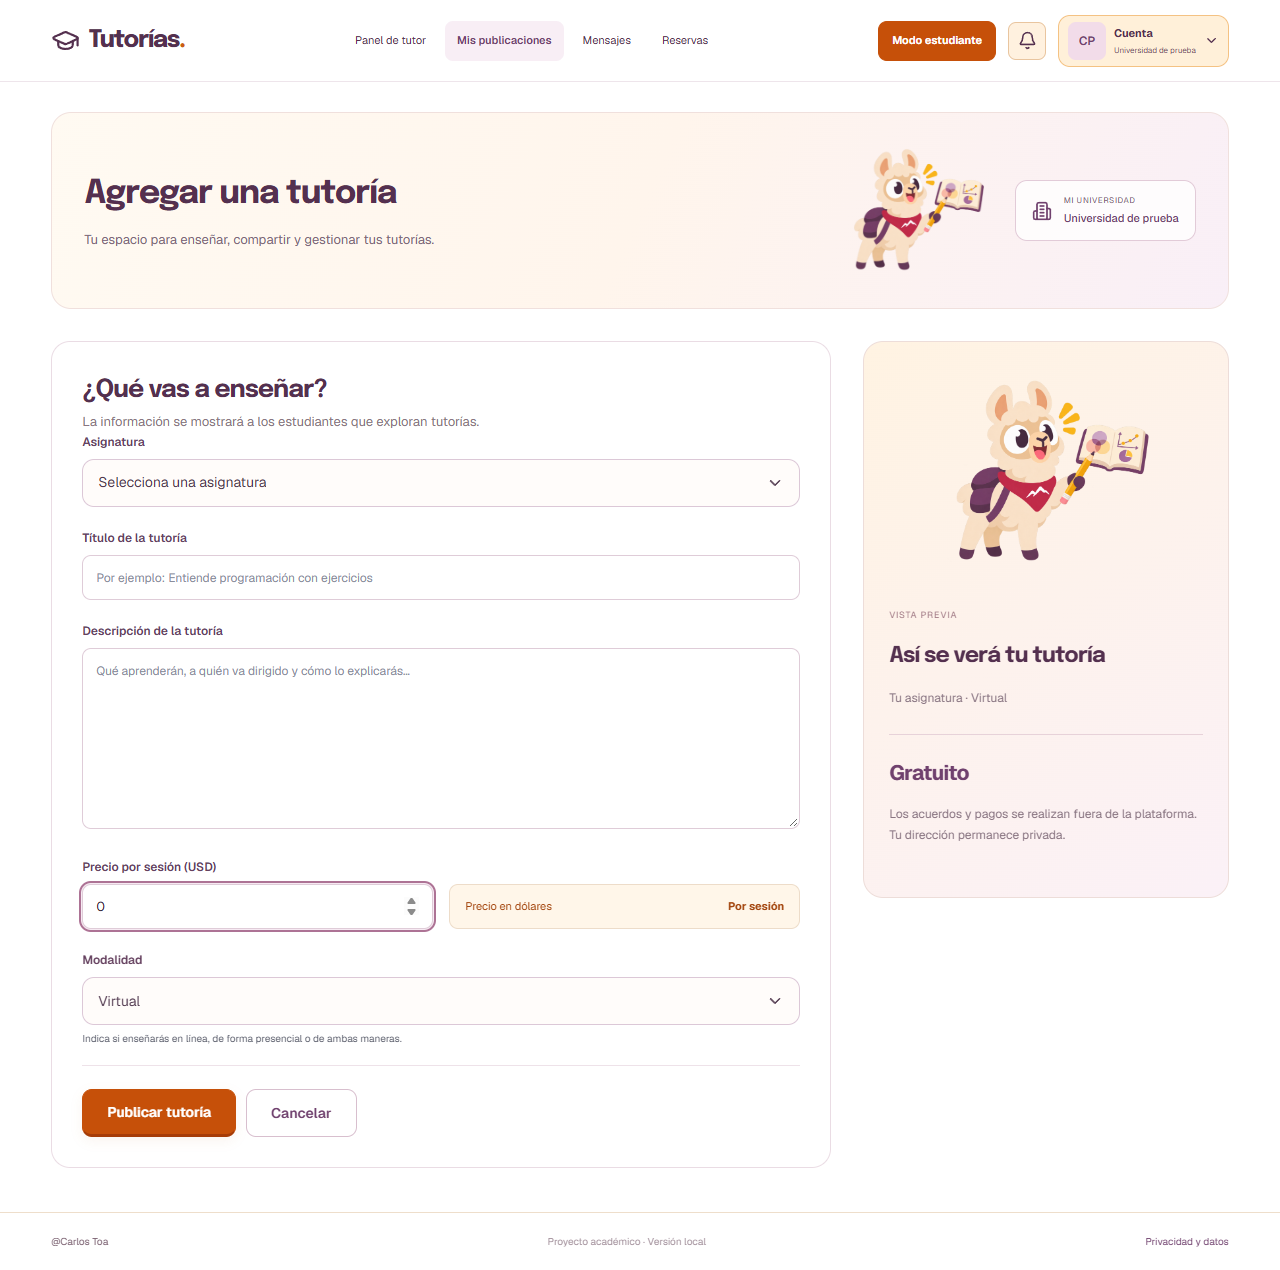 Tutorías.
Panel de tutor
Mis publicaciones
Mensajes
Reservas
Modo estudiante
CP
Cuenta
Universidad de prueba
Agregar una tutoría
Tu espacio para enseñar, compartir y gestionar tus tutorías.
MI UNIVERSIDAD
Universidad de prueba
¿Qué vas a enseñar?
La información se mostrará a los estudiantes que exploran tutorías.
Asignatura
Selecciona una asignatura
Título de la tutoría
Por ejemplo: Entiende programación con ejercicios
Descripción de la tutoría
Qué aprenderán, a quién va dirigido y cómo lo explicarás...
Precio por sesión (USD)
0
Precio en dólares
Por sesión
Modalidad
Virtual
Indica si enseñarás en línea, de forma presencial o de ambas maneras.
Publicar tutoría
Cancelar
VISTA PREVIA
Así se verá tu tutoría
Tu asignatura · Virtual
Gratuito
Los acuerdos y pagos se realizan fuera de la plataforma.
Tu dirección permanece privada.
@Carlos Toa
Proyecto académico · Versión local
Privacidad y datos